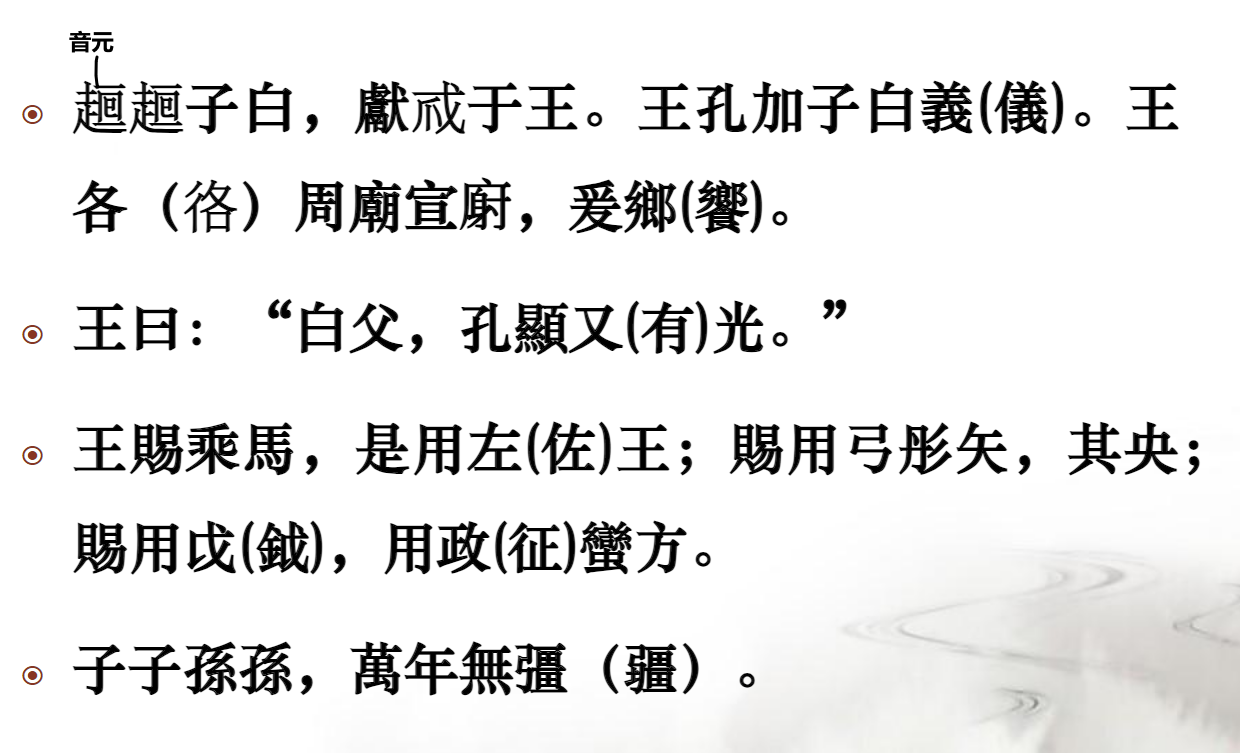 音元
趄趄子白，獻戒于王。王孔加子白義(儀)。王
各（佫）周廟宣廚，爰鄉(饗)。
王曰：“白父，孔顯又(有)光。”
王賜乘馬，是用左(佐)王；賜用弓彤矢，其央；
賜用戉(鉞)，用政(征)蠻方。
子子孫孫，萬年無彊（疆）。